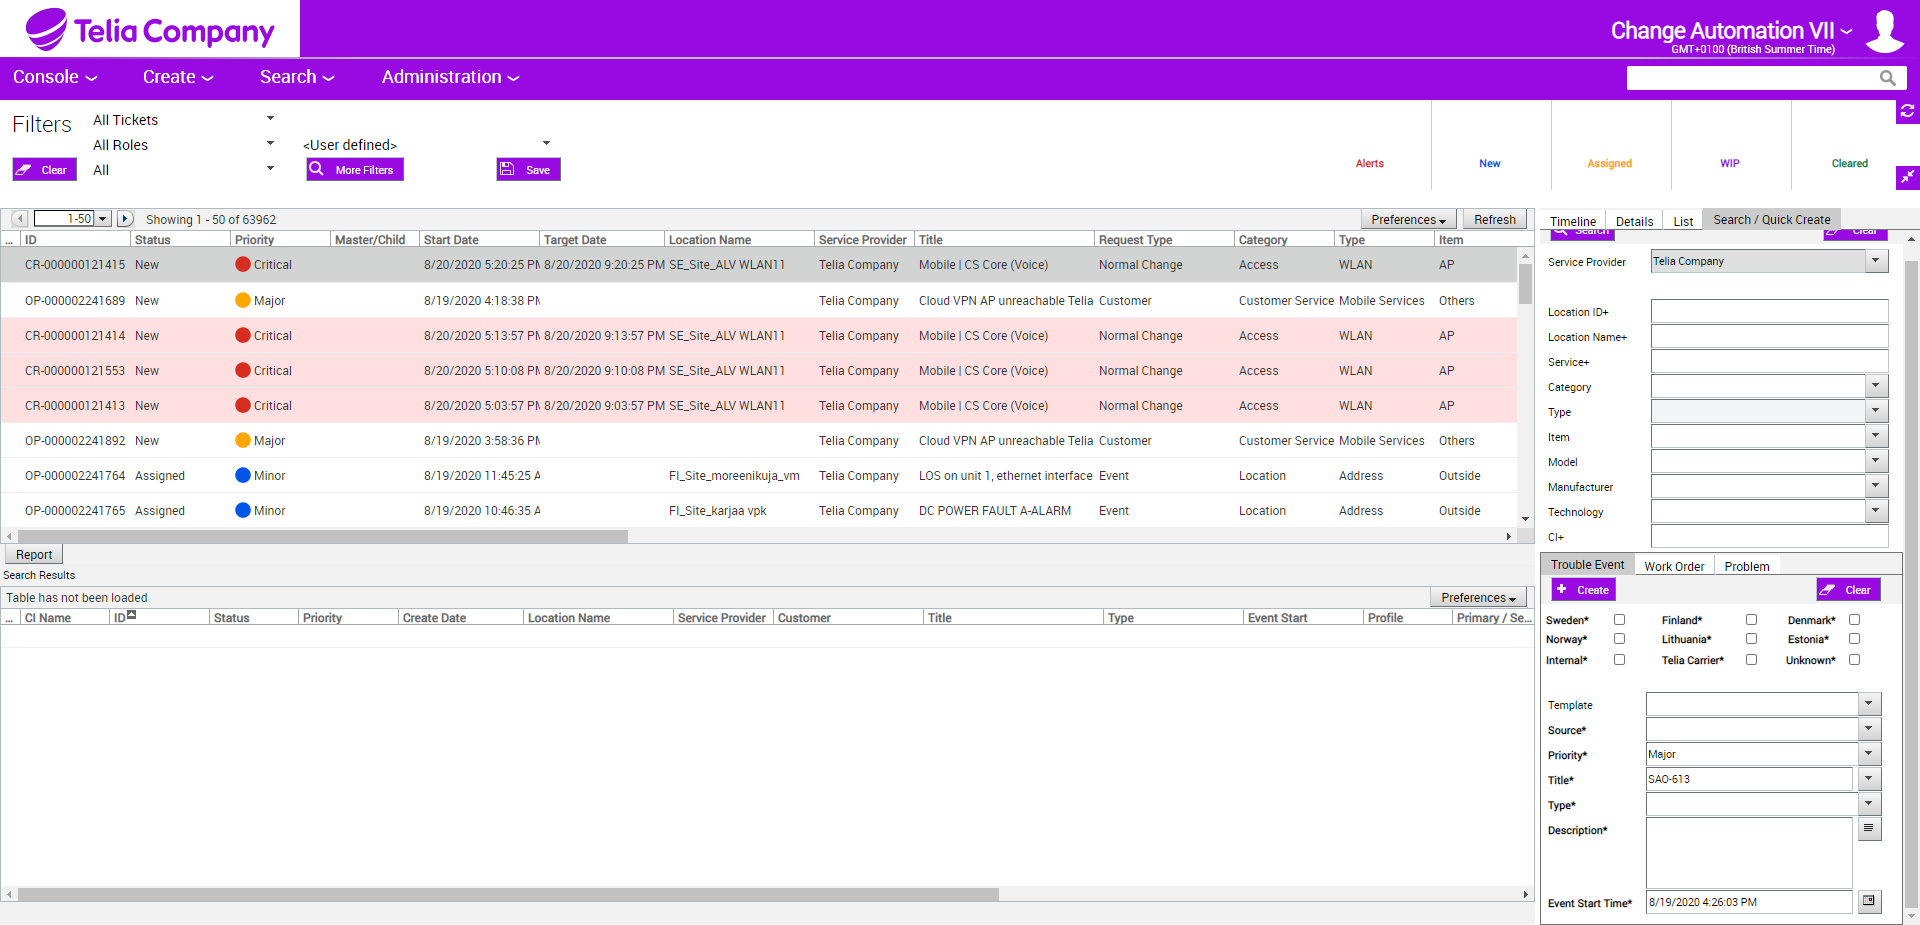 Telia Company
Change Automation VII
GMT+0100 (British Summer Time)
Console Create Search Administration
Filters
All Tickets
All Roles
<User defined>
Clear
All
More Filters
Save
Alerts
New
Assigned
WIP
Cleared
1-50
Showing 1 - 50 of 63962
Preferences
Refresh
... ID Status Priority Master/Child Start Date Target Date Location Name Service Provider Title Request Type Category Type Item
CR-000000121415 New Critical 8/20/2020 5:20:25 PM 8/20/2020 9:20:25 PM SE_Site_ALV WLAN11 Telia Company Mobile | CS Core (Voice) Normal Change Access WLAN AP
OP-000002241689 New Major 8/19/2020 4:18:38 PM Telia Company Cloud VPN AP unreachable Telia Customer Customer Service Mobile Services Others
CR-000000121414 New Critical 8/20/2020 5:13:57 PM 8/20/2020 9:13:57 PM SE_Site_ALV WLAN11 Telia Company Mobile | CS Core (Voice) Normal Change Access WLAN AP
CR-000000121553 New Critical 8/20/2020 5:10:08 PM 8/20/2020 9:10:08 PM SE_Site_ALV WLAN11 Telia Company Mobile | CS Core (Voice) Normal Change Access WLAN AP
CR-000000121413 New Critical 8/20/2020 5:03:57 PM 8/20/2020 9:03:57 PM SE_Site_ALV WLAN11 Telia Company Mobile | CS Core (Voice) Normal Change Access WLAN AP
OP-000002241892 New Major 8/19/2020 3:58:36 PM Telia Company Cloud VPN AP unreachable Telia Customer Customer Service Mobile Services Others
OP-000002241764 Assigned Minor 8/19/2020 11:45:25 A FI_Site_moreenikuja_vm Telia Company LOS on unit 1, ethernet interface Event Location Address Outside
OP-000002241765 Assigned Minor 8/19/2020 10:46:35 A FI_Site_karjaa vpk Telia Company DC POWER FAULT A-ALARM Event Location Address Outside
Report
Search Results
Table has not been loaded
Preferences
... CI Name ID Status Priority Create Date Location Name Service Provider Customer Title Type Event Start Profile Primary / Se...
Timeline Details List Search / Quick Create
Search Clear
Service Provider Telia Company
Location ID+
Location Name+
Service+
Category
Type
Item
Model
Manufacturer
Technology
CI+
Trouble Event Work Order Problem
Create Clear
Sweden* Finland* Denmark*
Norway* Lithuania* Estonia*
Internal* Telia Carrier* Unknown*
Template
Source*
Priority* Major
Title* SAO-613
Type*
Description*
Event Start Time* 8/19/2020 4:26:03 PM